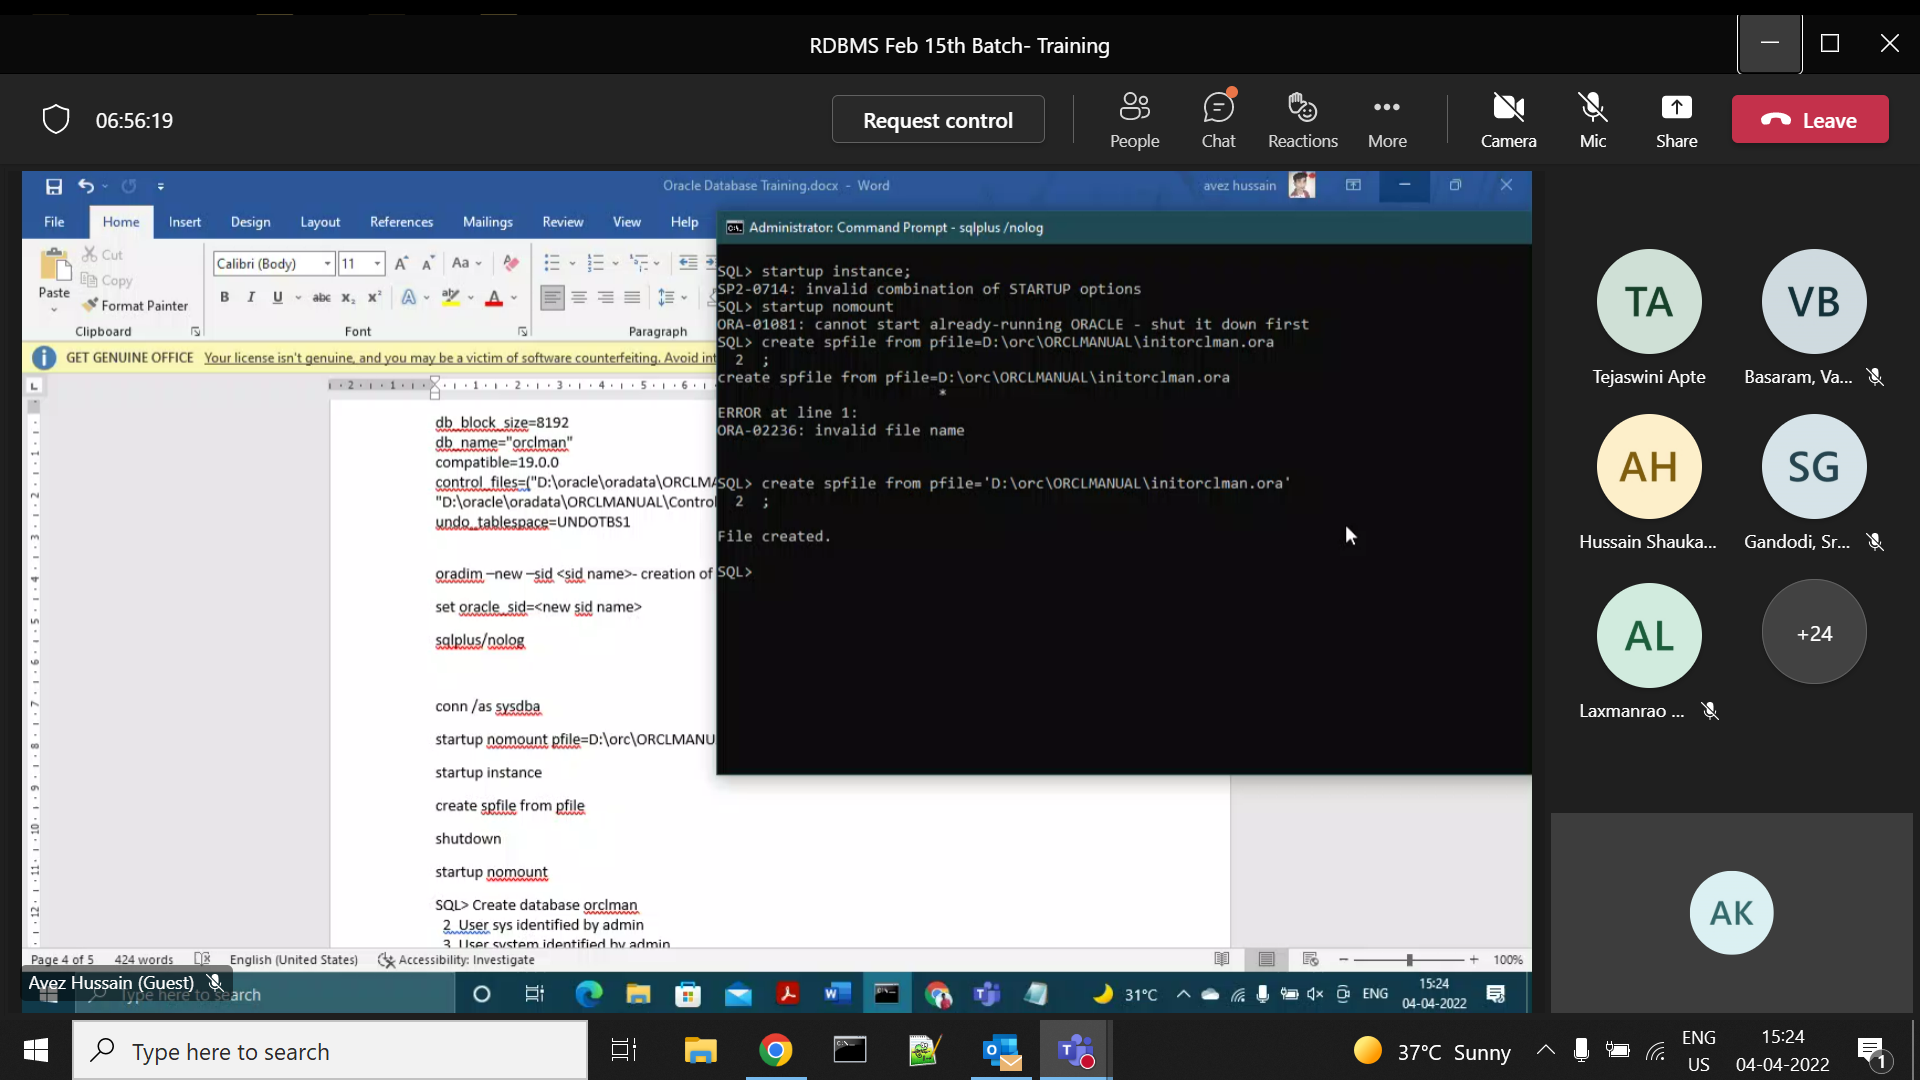 RDBMS Feb 15th Batch- Training
06:56:19
Request control
People
Chat
Reactions
More
Camera
Mic
Share
Leave
Oracle Database Training.docx - Word
avez hussain
File
Home
Insert
Design
Layout
References
Mailings
Review
View
Help
Paste
Cut
Copy
Format Painter
Clipboard
Calibri (Body)
11
Font
Paragraph
GET GENUINE OFFICE Your license isn't genuine, and you may be a victim of software counterfeiting. Avoid int
db_block_size=8192
db_name="orclman"
compatible=19.0.0
control_files=("D:\oracle\oradata\ORCLMA
"D:\oracle\oradata\ORCLMANUAL\Control
undo_tablespace=UNDOTBS1
oradim –new –sid <sid name>- creation of
set oracle_sid=<new sid name>
sqlplus/nolog
conn /as sysdba
startup nomount pfile=D:\orc\ORCLMANU
startup instance
create spfile from pfile
shutdown
startup nomount
SQL> Create database orclman
2 User sys identified by admin
3 User system identified by admin
Administrator: Command Prompt - sqlplus /nolog
SQL> startup instance;
SP2-0714: invalid combination of STARTUP options
SQL> startup nomount
ORA-01081: cannot start already-running ORACLE - shut it down first
SQL> create spfile from pfile=D:\orc\ORCLMANUAL\initorclman.ora
2 ;
create spfile from pfile=D:\orc\ORCLMANUAL\initorclman.ora
*
ERROR at line 1:
ORA-02236: invalid file name
SQL> create spfile from pfile='D:\orc\ORCLMANUAL\initorclman.ora'
2 ;
File created.
SQL>
TA
Tejaswini Apte
VB
Basaram, Va...
AH
Hussain Shauka...
SG
Gandodi, Sr...
AL
Laxmanrao ...
+24
AK
Page 4 of 5
424 words
English (United States)
Accessibility: Investigate
100%
Avez Hussain (Guest)
Type here to search
31°C
ENG
15:24
04-04-2022
Type here to search
37°C Sunny
ENG
US
15:24
04-04-2022
1